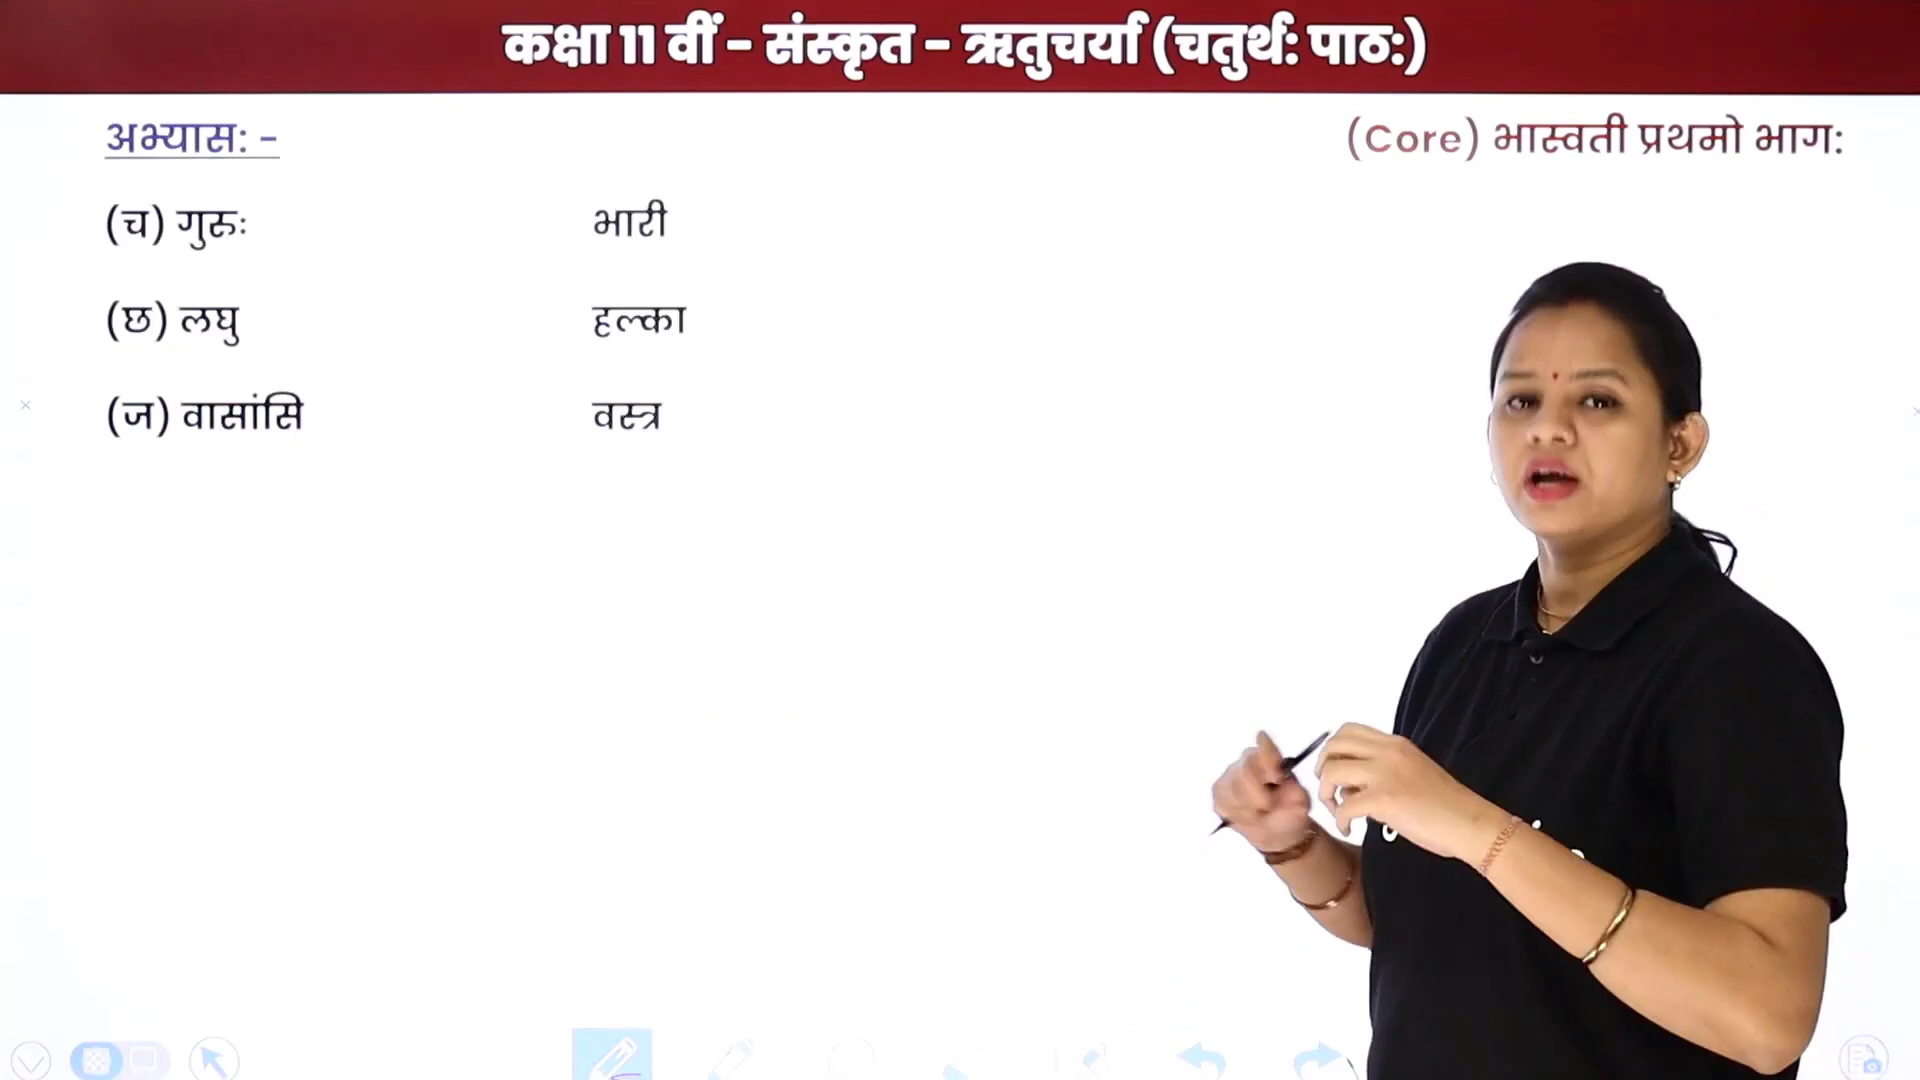 कक्षा 11 वीं - संस्कृत - ऋतुचर्या (चतुर्थ: पाठ:)
अभ्यास: -
(Core) भास्वती प्रथमो भाग:
(च) गुरुः भारी
(छ) लघु हल्का
(ज) वासांसि वस्त्र